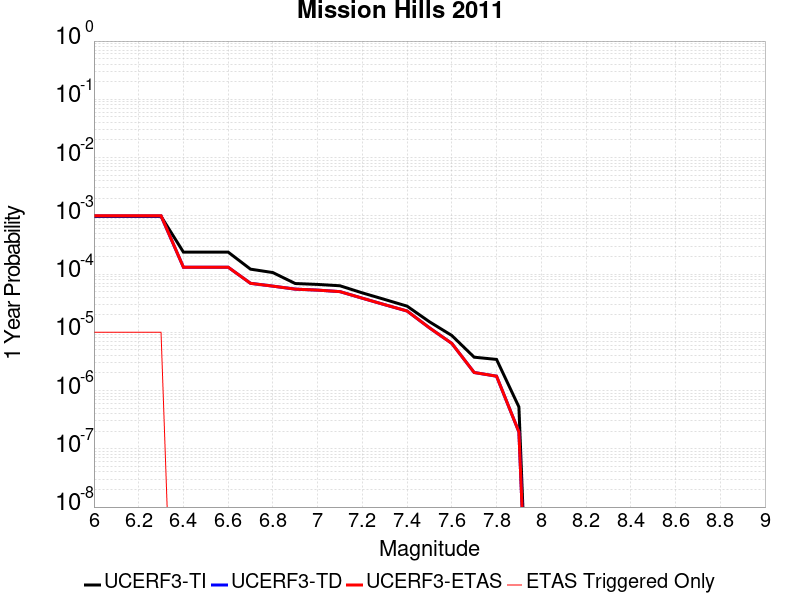 Mission Hills 2011
10^0
10^-1
10^-2
10^-3
10^-4
10^-5
10^-6
10^-7
10^-8
1 Year Probability
6 6.2 6.4 6.6 6.8 7 7.2 7.4 7.6 7.8 8 8.2 8.4 8.6 8.8 9
Magnitude
UCERF3-TI UCERF3-TD UCERF3-ETAS ETAS Triggered Only